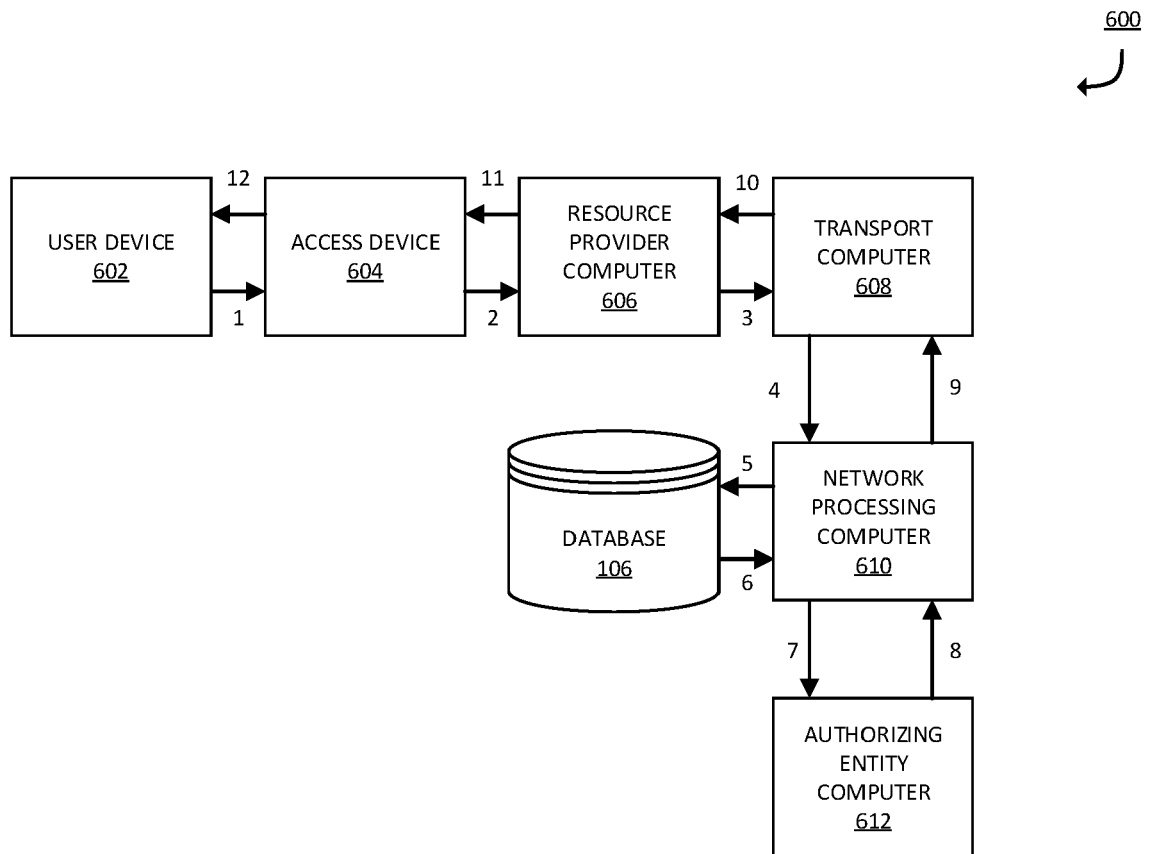 600
12
11
10
USER DEVICE
602
ACCESS DEVICE
604
RESOURCE
PROVIDER
COMPUTER
606
TRANSPORT
COMPUTER
608
1
2
3
4
9
DATABASE
106
5
6
NETWORK
PROCESSING
COMPUTER
610
7
8
AUTHORIZING
ENTITY
COMPUTER
612